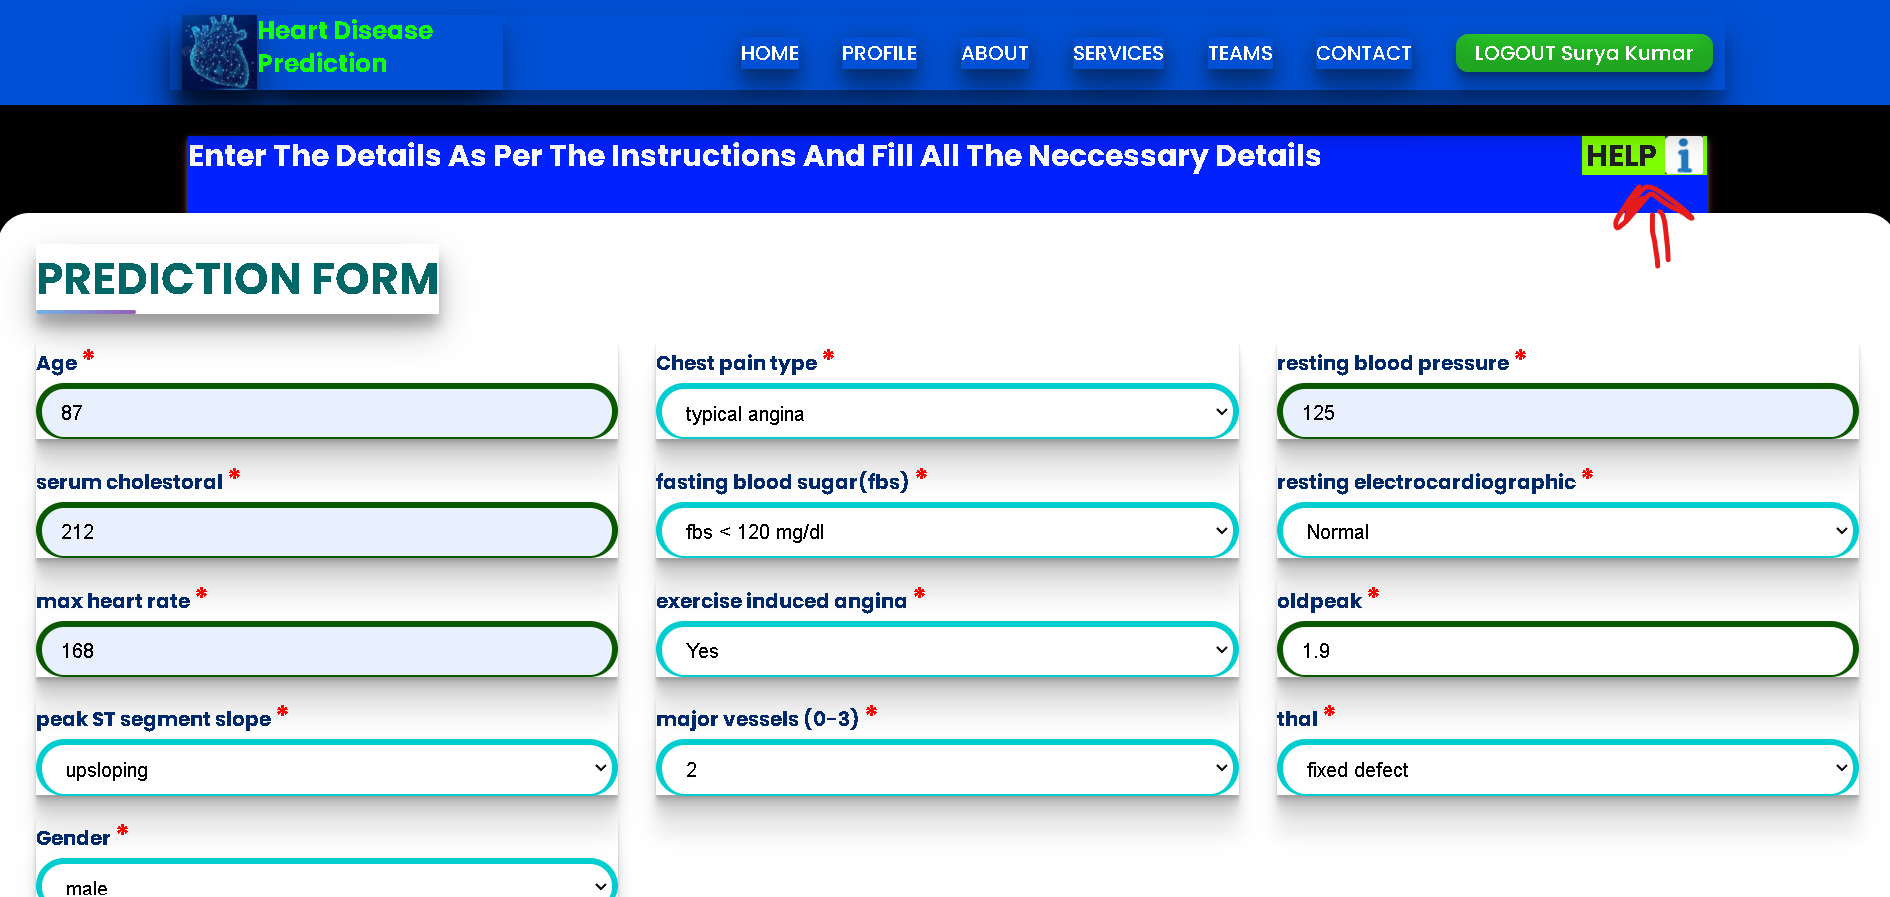 Heart Disease
Prediction
HOME PROFILE ABOUT SERVICES TEAMS CONTACT LOGOUT Surya Kumar
Enter The Details As Per The Instructions And Fill All The Neccessary Details HELP i
PREDICTION FORM
Age * Chest pain type * resting blood pressure *
87 typical angina 125
serum cholestoral * fasting blood sugar(fbs) * resting electrocardiographic *
212 fbs < 120 mg/dl Normal
max heart rate * exercise induced angina * oldpeak *
168 Yes 1.9
peak ST segment slope * major vessels (0-3) * thal *
upsloping 2 fixed defect
Gender *
male